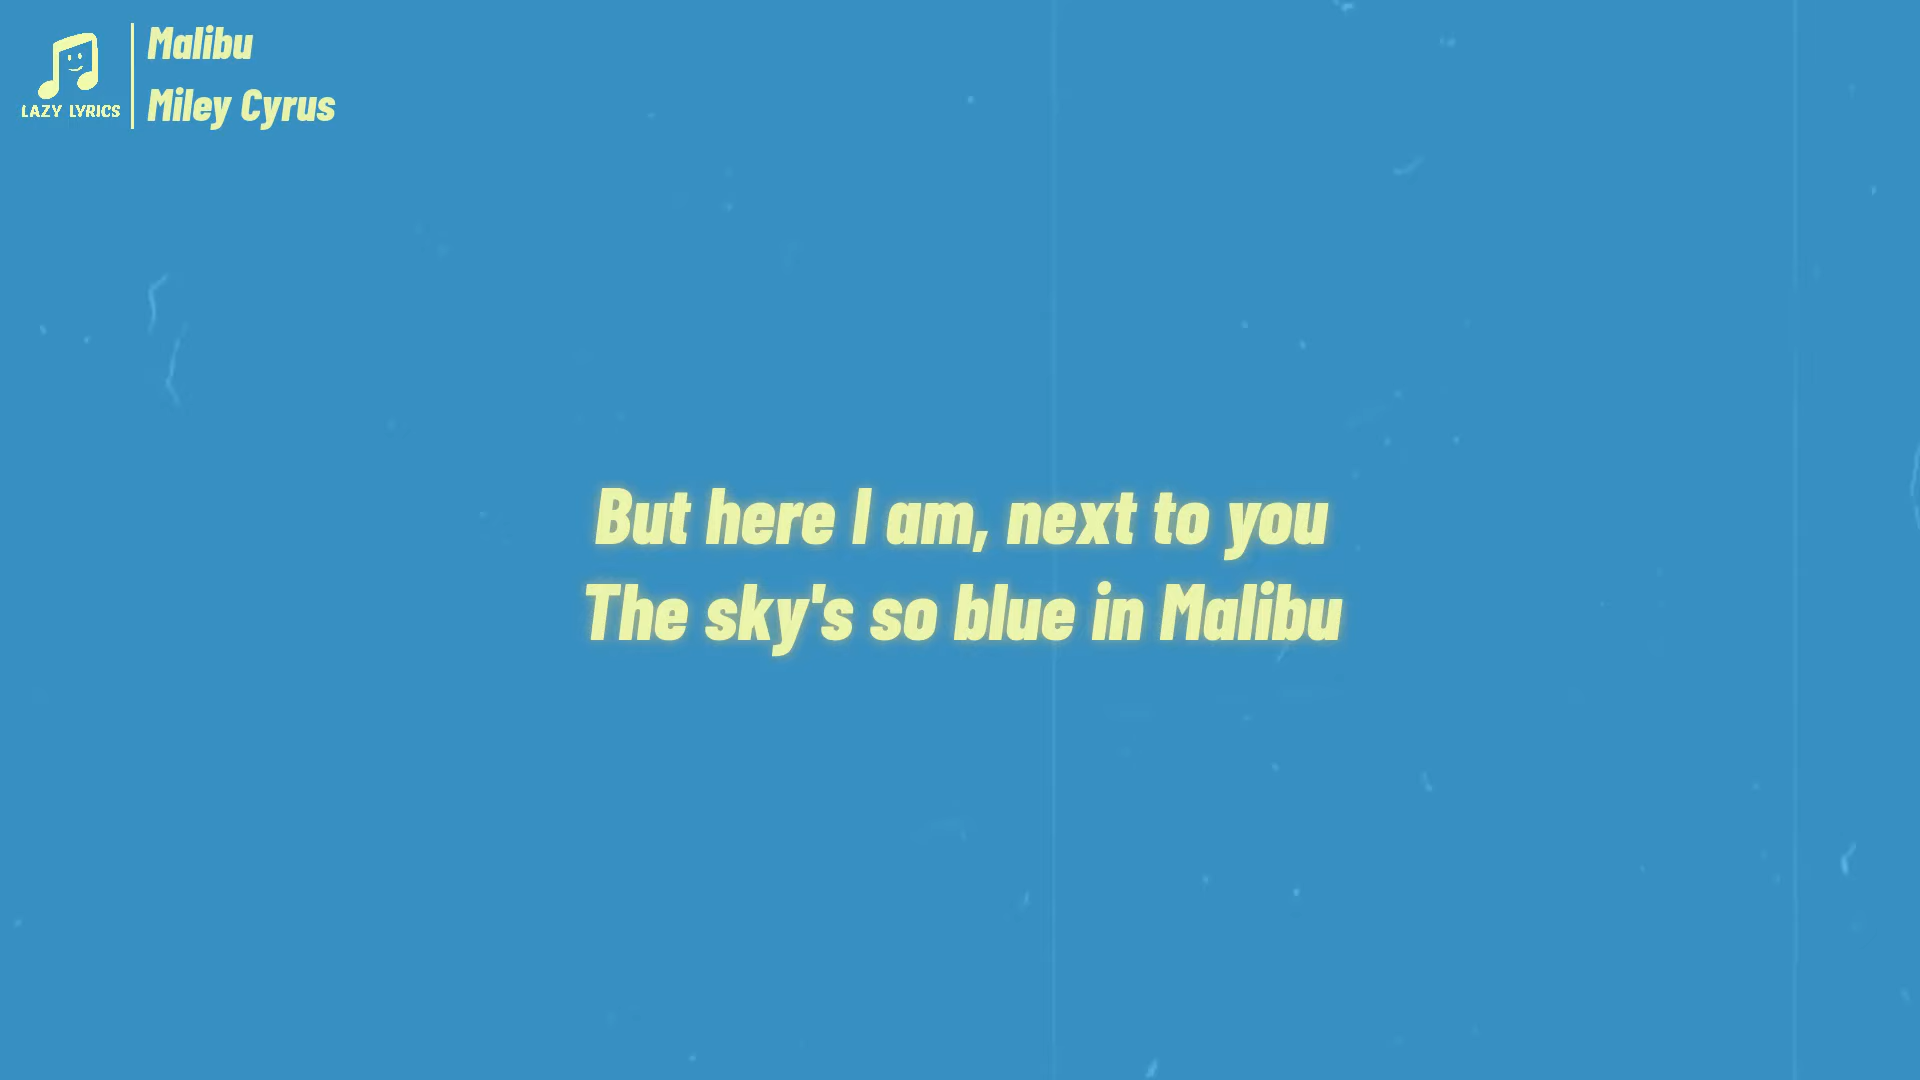 Malibu
Miley Cyrus
LAZY LYRICS
But here I am, next to you
The sky's so blue in Malibu